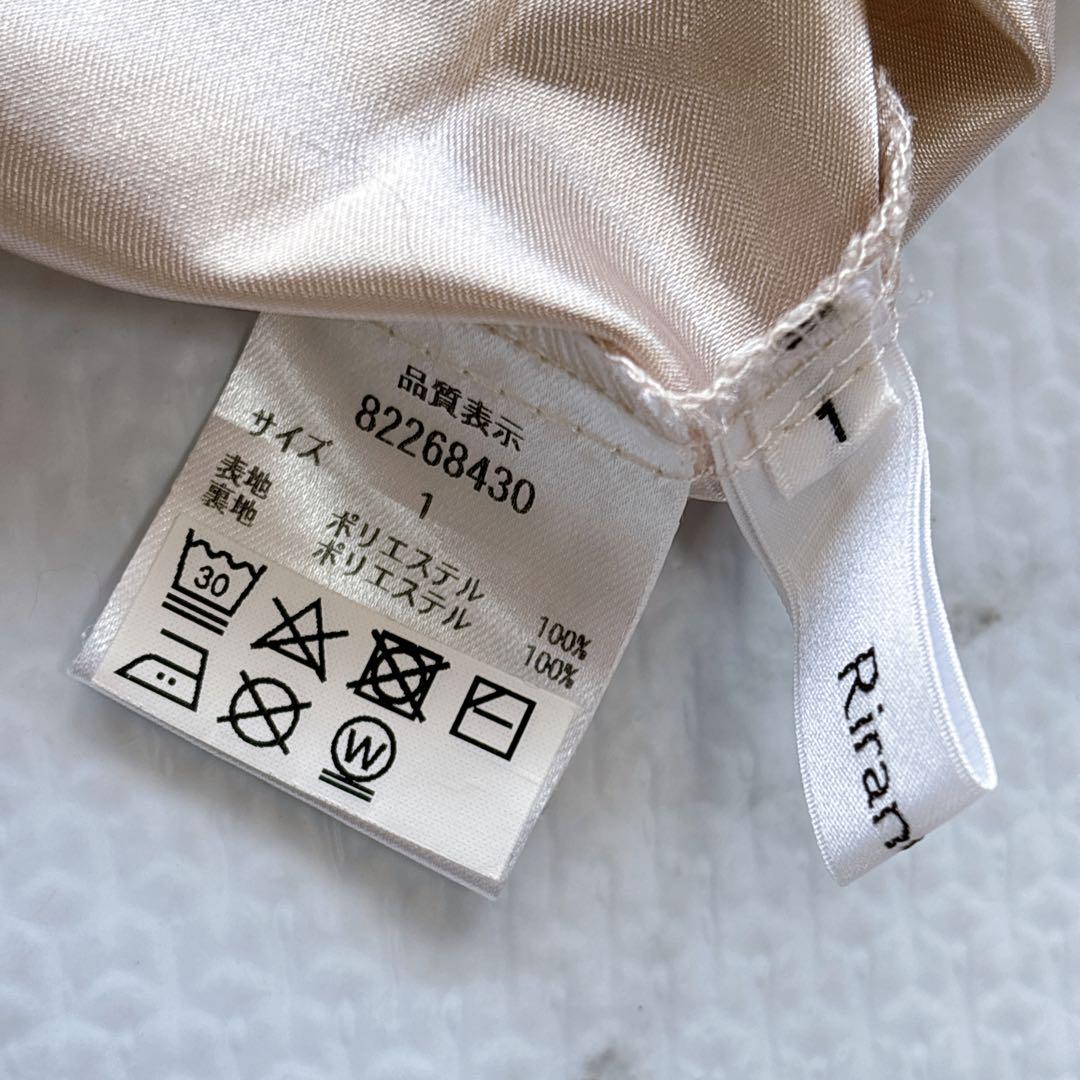 品質表示
82268430
サイズ 1
表地 ポリエステル 100%
裏地 ポリエステル 100%
30
W
1